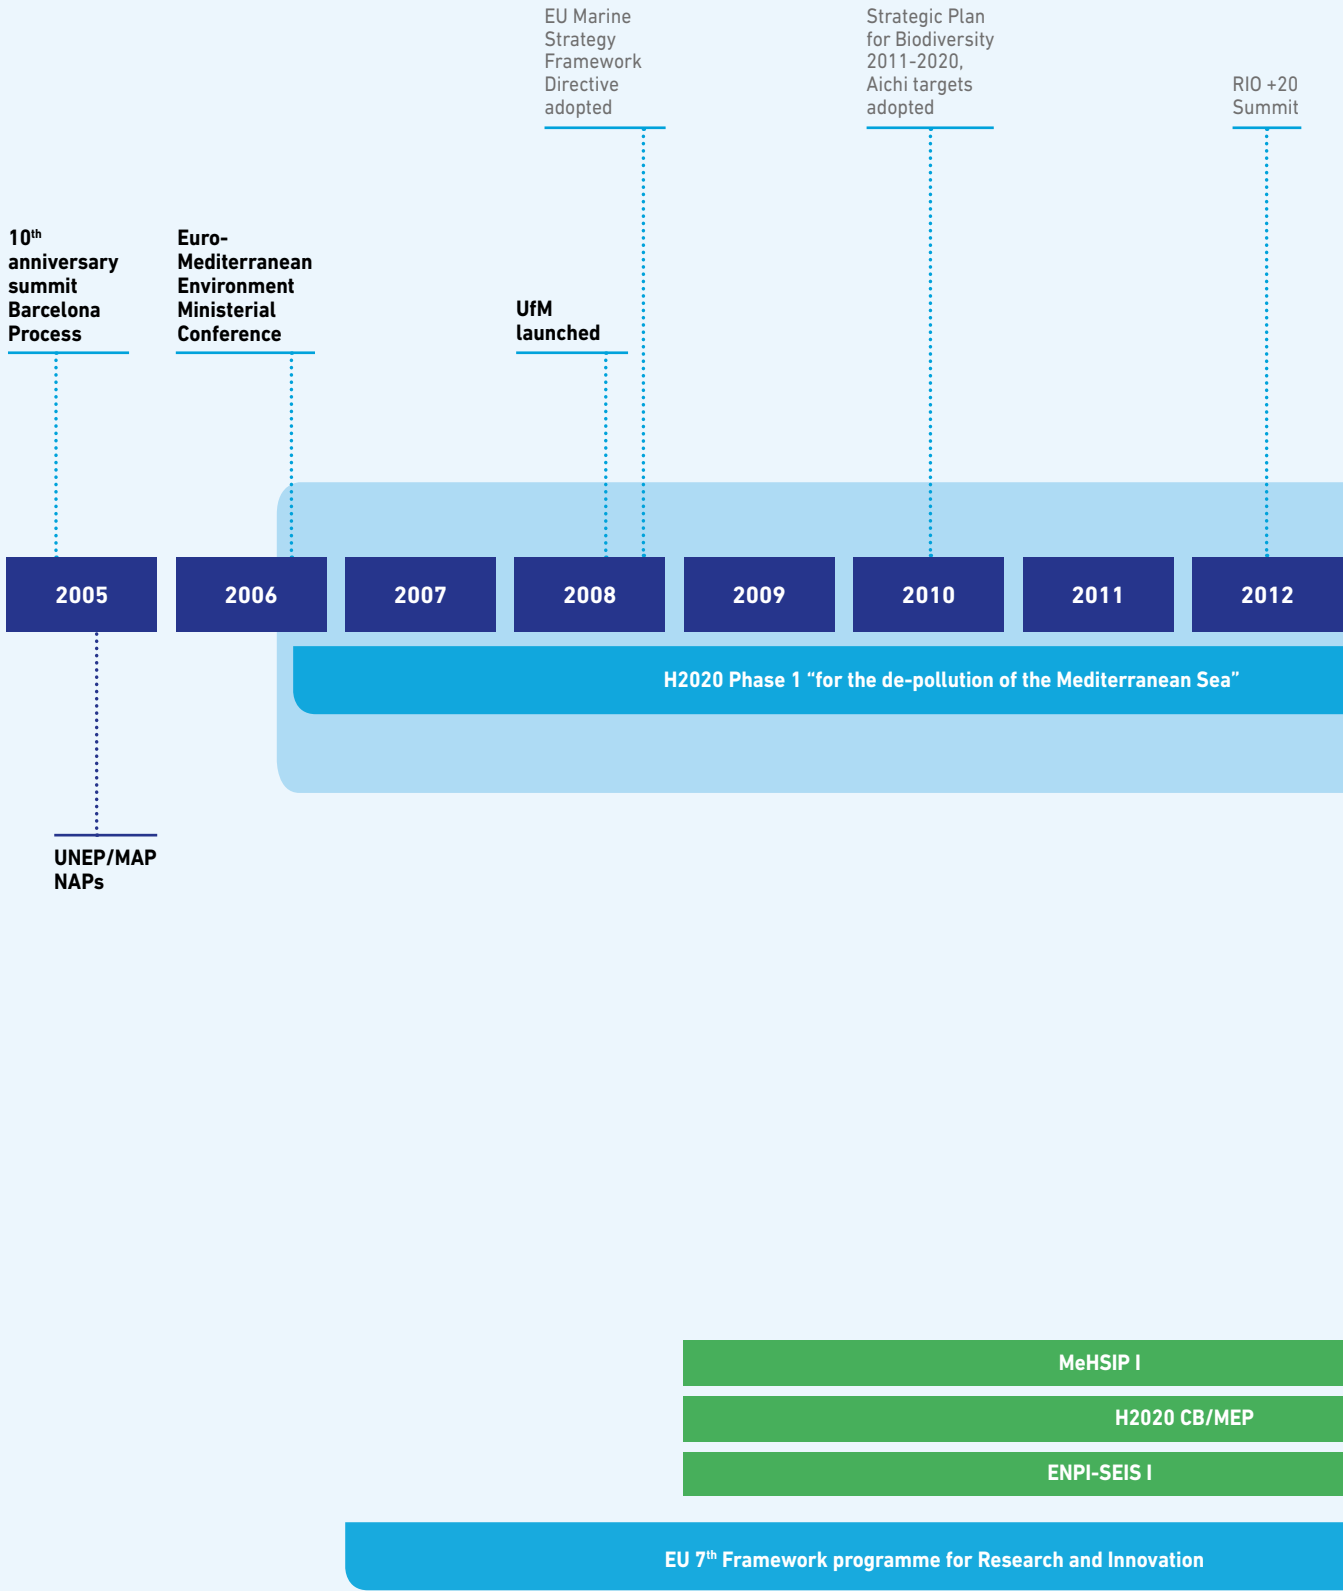 EU Marine
Strategy
Framework
Directive
adopted
Strategic Plan
for Biodiversity
2011-2020,
Aichi targets
adopted
RIO +20
Summit
10th
anniversary
summit
Barcelona
Process
Euro-
Mediterranean
Environment
Ministerial
Conference
UfM
launched
2005
2006
2007
2008
2009
2010
2011
2012
H2020 Phase 1 “for the de-pollution of the Mediterranean Sea”
UNEP/MAP
NAPs
MeHSIP I
H2020 CB/MEP
ENPI-SEIS I
EU 7th Framework programme for Research and Innovation